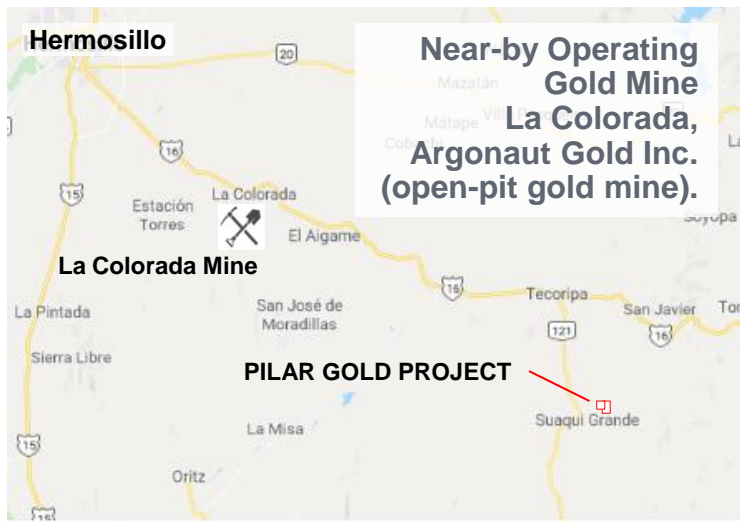 Hermosillo
20
Near-by Operating
Gold Mine
La Colorada,
Argonaut Gold Inc.
(open-pit gold mine).
Mazatán
Mátape
16
15
La Colorada
Estación
Torres
El Aigame
La Colorada Mine
Soyopa
16
Tecoripa
San José de
Moradillas
La Pintada
San Javier
121
16
Sierra Libre
PILAR GOLD PROJECT
Suaqui Grande
La Misa
15
Oritz
15